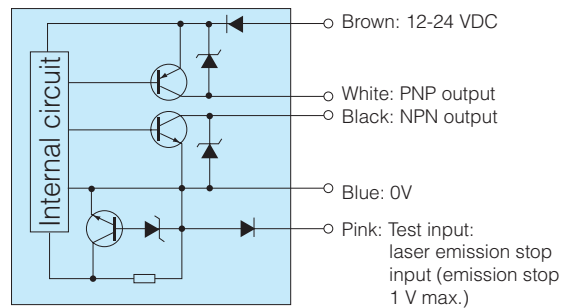 Internal circuit
Brown: 12-24 VDC
White: PNP output
Black: NPN output
Blue: 0V
Pink: Test input:
laser emission stop
input (emission stop
1 V max.)